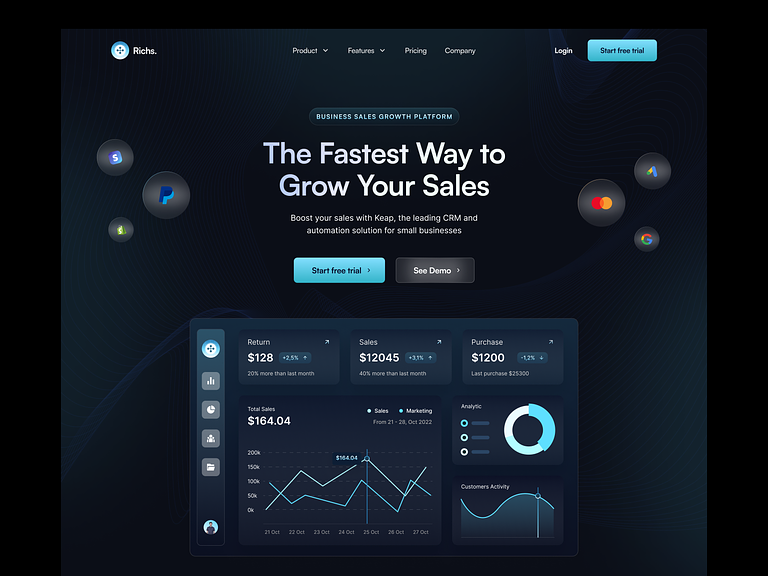 Richs.
Product
Features
Pricing
Company
Login
Start free trial
BUSINESS SALES GROWTH PLATFORM
The Fastest Way to
Grow Your Sales
Boost your sales with Keap, the leading CRM and
automation solution for small businesses
Start free trial
See Demo
Return
$128
+2,5%
20% more than last month
Sales
$12045
+3,1%
40% more than last month
Purchase
$1200
-1,2%
Last purchase $25300
Total Sales
$164.04
Sales
Marketing
From 21 - 28, Oct 2022
200k
150k
100k
50k
0k
$164.04
21 Oct
22 Oct
23 Oct
24 Oct
25 Oct
26 Oct
27 Oct
Analytic
Customers Activity